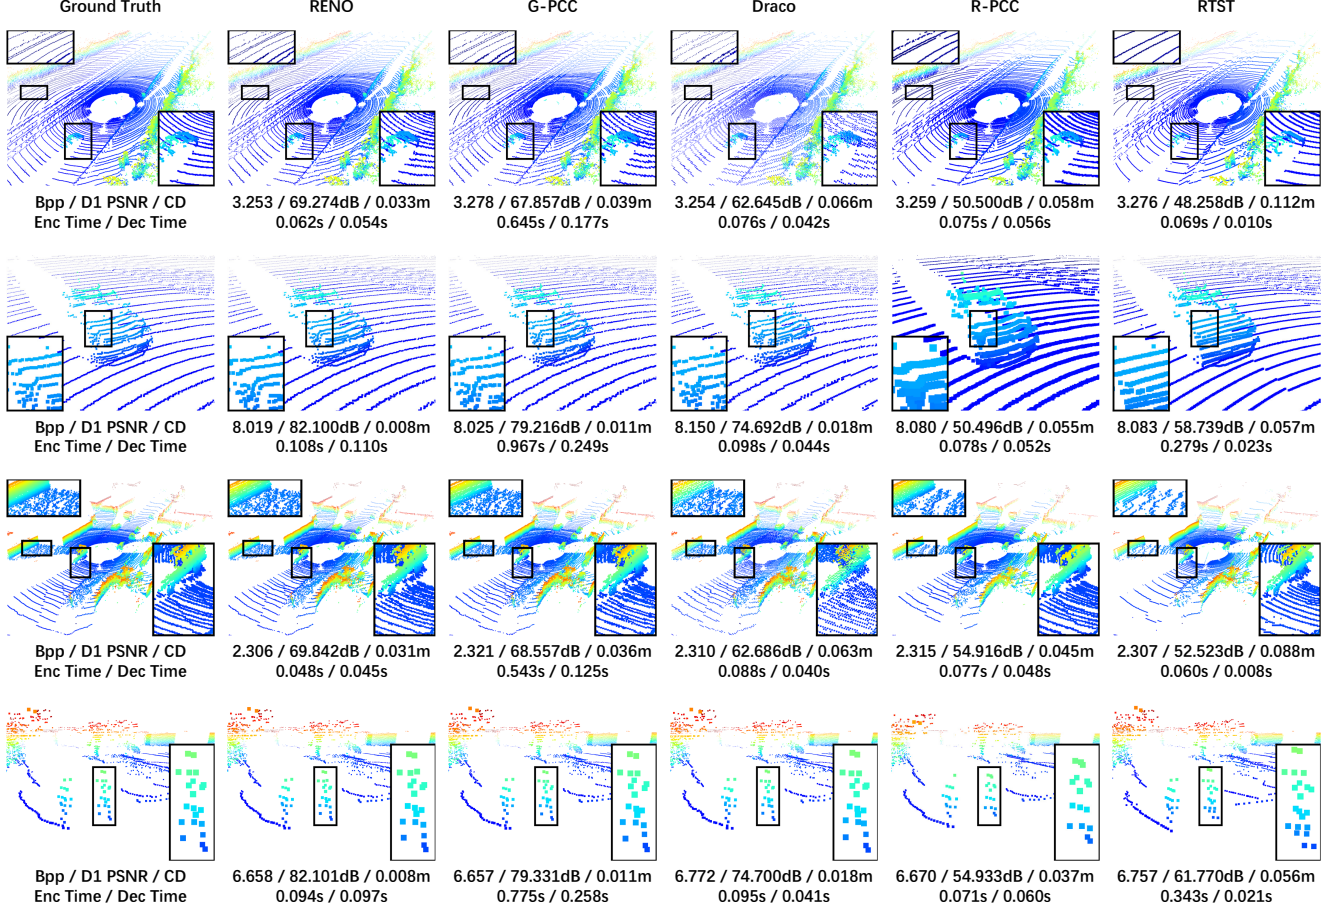 Ground Truth RENO G-PCC Draco R-PCC RTST
Bpp / D1 PSNR / CD 3.253 / 69.274dB / 0.033m 3.278 / 67.857dB / 0.039m 3.254 / 62.645dB / 0.066m 3.259 / 50.500dB / 0.058m 3.276 / 48.258dB / 0.112m
Enc Time / Dec Time 0.062s / 0.054s 0.645s / 0.177s 0.076s / 0.042s 0.075s / 0.056s 0.069s / 0.010s
Bpp / D1 PSNR / CD 8.019 / 82.100dB / 0.008m 8.025 / 79.216dB / 0.011m 8.150 / 74.692dB / 0.018m 8.080 / 50.496dB / 0.055m 8.083 / 58.739dB / 0.057m
Enc Time / Dec Time 0.108s / 0.110s 0.967s / 0.249s 0.098s / 0.044s 0.078s / 0.052s 0.279s / 0.023s
Bpp / D1 PSNR / CD 2.306 / 69.842dB / 0.031m 2.321 / 68.557dB / 0.036m 2.310 / 62.686dB / 0.063m 2.315 / 54.916dB / 0.045m 2.307 / 52.523dB / 0.088m
Enc Time / Dec Time 0.048s / 0.045s 0.543s / 0.125s 0.088s / 0.040s 0.077s / 0.048s 0.060s / 0.008s
Bpp / D1 PSNR / CD 6.658 / 82.101dB / 0.008m 6.657 / 79.331dB / 0.011m 6.772 / 74.700dB / 0.018m 6.670 / 54.933dB / 0.037m 6.757 / 61.770dB / 0.056m
Enc Time / Dec Time 0.094s / 0.097s 0.775s / 0.258s 0.095s / 0.041s 0.071s / 0.060s 0.343s / 0.021s